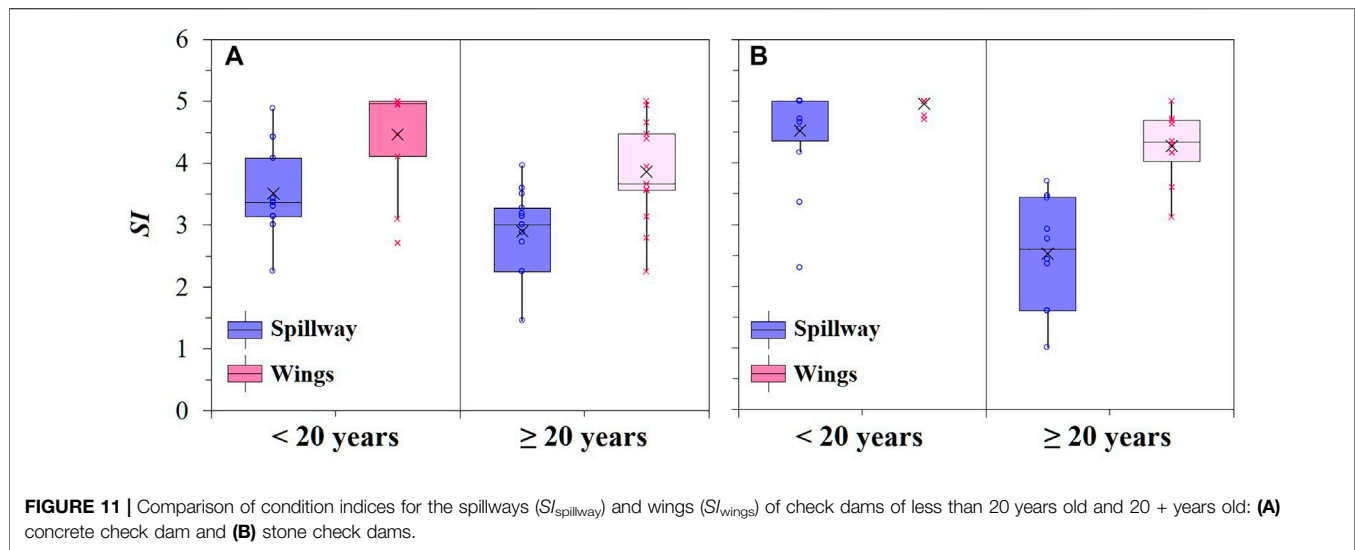 6
5
4
3
2
1
0
SI
A
Spillway
Wings
< 20 years
≥ 20 years
B
Spillway
Wings
< 20 years
≥ 20 years
FIGURE 11 | Comparison of condition indices for the spillways (SIspillway) and wings (SIwings) of check dams of less than 20 years old and 20 + years old: (A)
concrete check dam and (B) stone check dams.